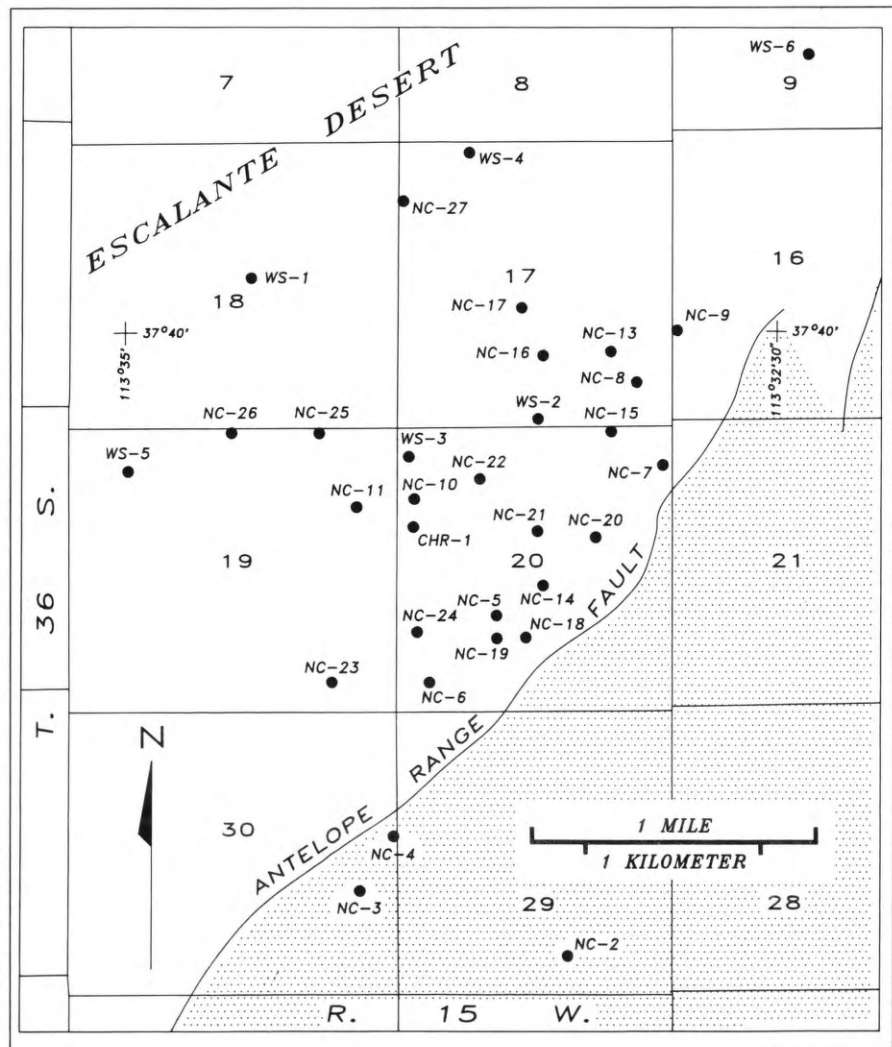 WS-6
7
8
9
ESCALANTE DESERT
WS-4
NC-27
WS-1
18
17
16
NC-17
NC-9
37°40'
113°35'
NC-13
37°40'
113°32'30"
NC-16
NC-8
NC-26
NC-25
WS-2
NC-15
WS-5
WS-3
NC-22
NC-7
NC-10
NC-11
NC-21
NC-20
CHR-1
19
20
21
NC-14
NC-5
NC-24
NC-18
NC-19
NC-23
NC-6
T. 36 S.
ANTELOPE RANGE FAULT
N
1 MILE
1 KILOMETER
30
NC-4
NC-3
29
28
NC-2
R. 15 W.